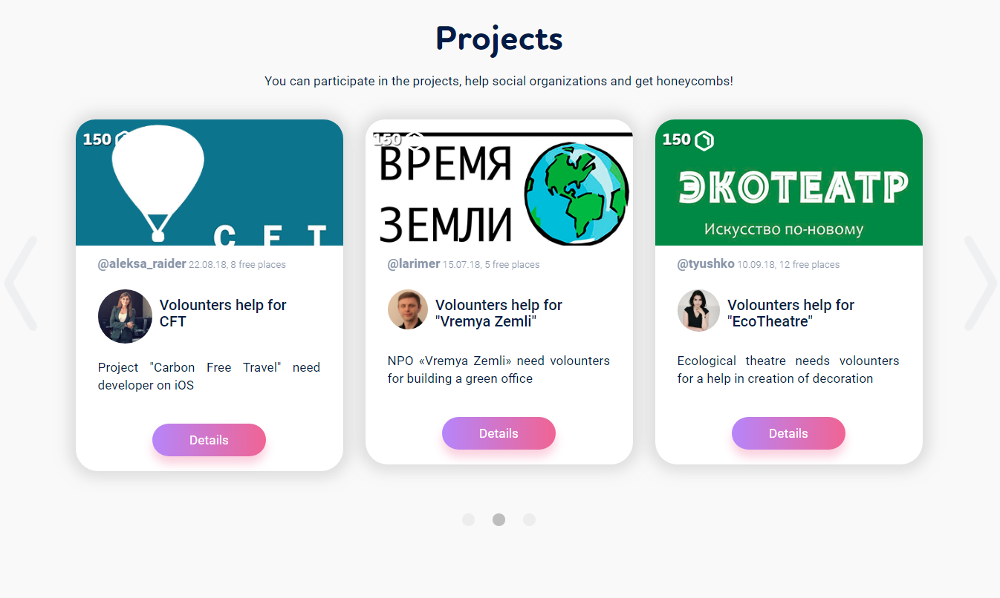 Projects
You can participate in the projects, help social organizations and get honeycombs!
150
C F T
@aleksa_raider 22.08.18, 8 free places
Volounters help for
CFT
Project "Carbon Free Travel" need
developer on iOS
Details
150
ВРЕМЯ
ЗЕМЛИ
@larimer 15.07.18, 5 free places
Volounters help for
"Vremya Zemli"
NPO «Vremya Zemli» need volounters
for building a green office
Details
150
ЭКОТЕАТР
Искусство по-новому
@tyushko 10.09.18, 12 free places
Volounters help for
"EcoTheatre"
Ecological theatre needs volounters
for a help in creation of decoration
Details